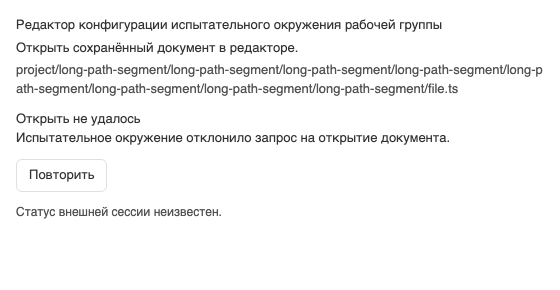 Редактор конфигурации испытательного окружения рабочей группы
Открыть сохранённый документ в редакторе.
project/long-path-segment/long-path-segment/long-path-segment/long-path-segment/long-p
ath-segment/long-path-segment/long-path-segment/long-path-segment/file.ts
Открыть не удалось
Испытательное окружение отклонило запрос на открытие документа.
Повторить
Статус внешней сессии неизвестен.